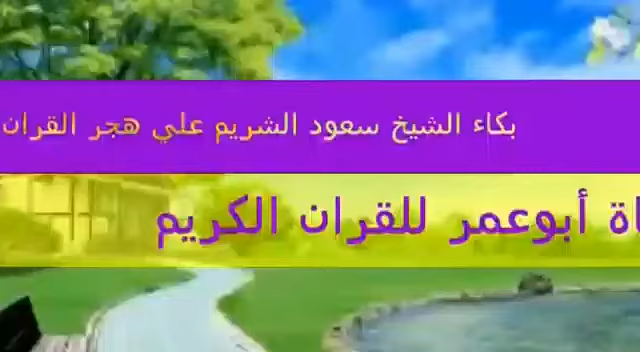 بكاء الشيخ سعود الشريم علي هجر القران
أبوعمر للقران الكريم